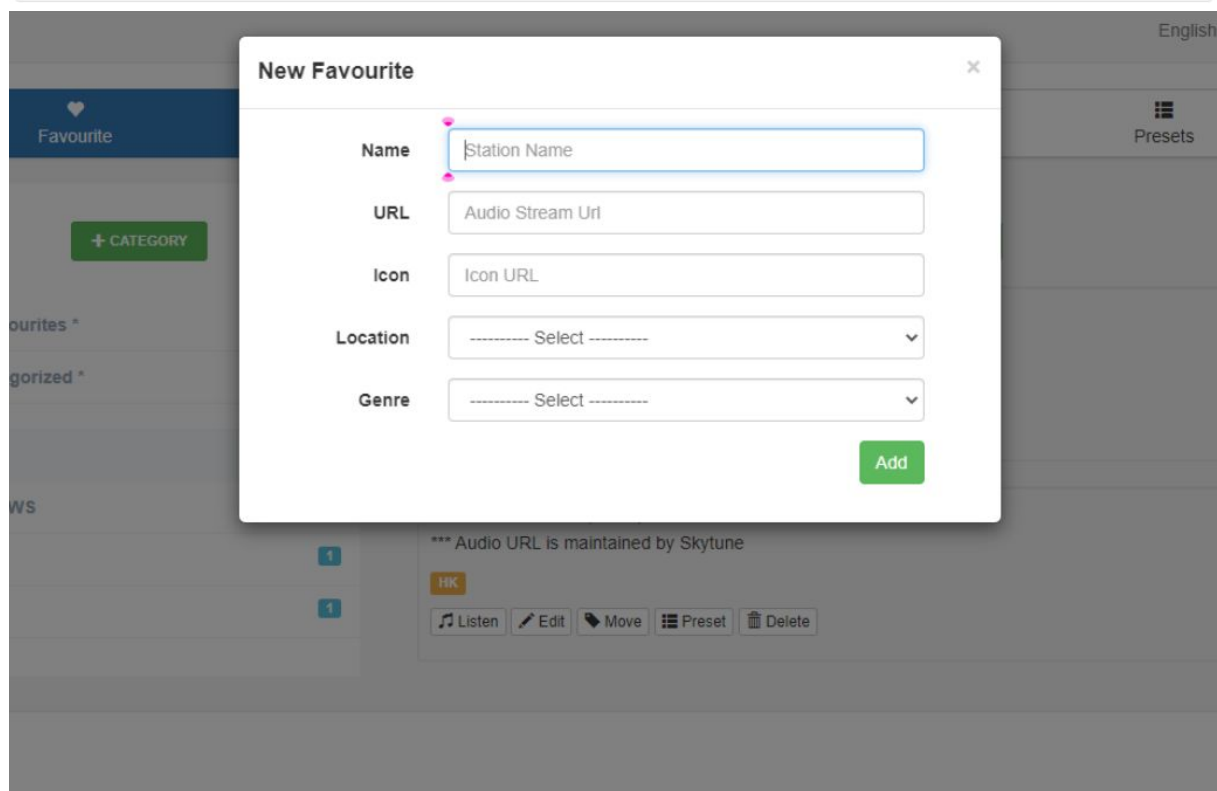 English
New Favourite
×
Favourite
Presets
Name
Station Name
URL
Audio Stream Url
+ CATEGORY
Icon
Icon URL
ourites *
Location
---------- Select ----------
gorized *
Genre
---------- Select ----------
Add
ws
*** Audio URL is maintained by Skytune
1
HK
1
Listen Edit Move Preset Delete